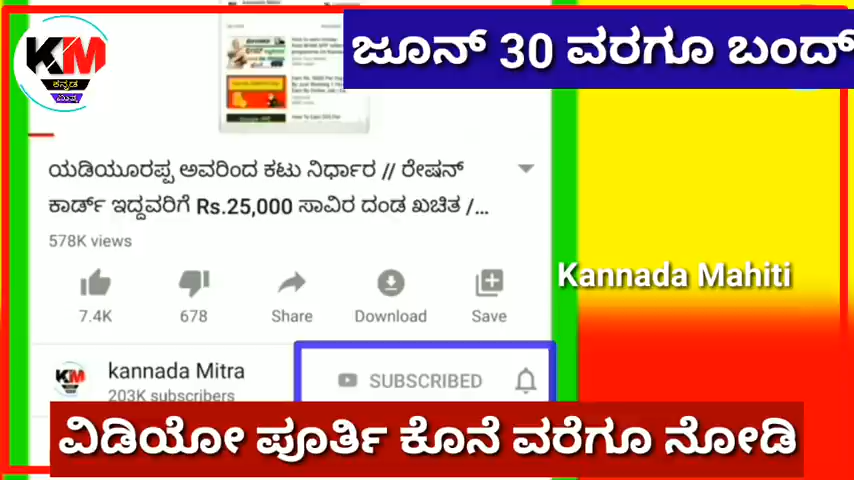 KM
ಕನ್ನಡ
ಜೂನ್ 30 ವರಗೂ ಬಂದ್
ಯಡಿಯೂರಪ್ಪ ಅವರಿಂದ ಕಟು ನಿರ್ಧಾರ // ರೇಷನ್
ಕಾರ್ಡ್ ಇದ್ದವರಿಗೆ Rs.25,000 ಸಾವಿರ ದಂಡ ಖಚಿತ /...
578K views
7.4K
678
Share
Download
Save
Kannada Mahiti
KM
kannada Mitra
203K subscribers
SUBSCRIBED
ವಿಡಿಯೋ ಪೂರ್ತಿ ಕೊನೆ ವರೆಗೂ ನೋಡಿ